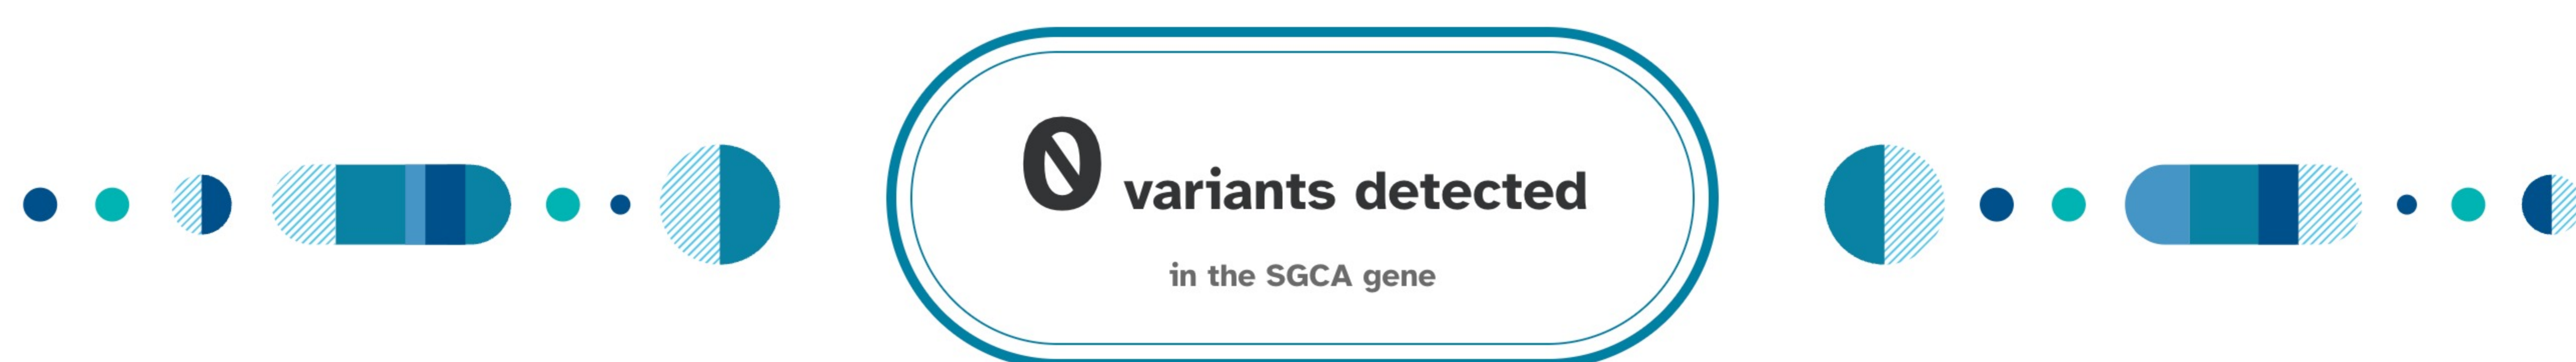 0 variants detected
in the SGCA gene